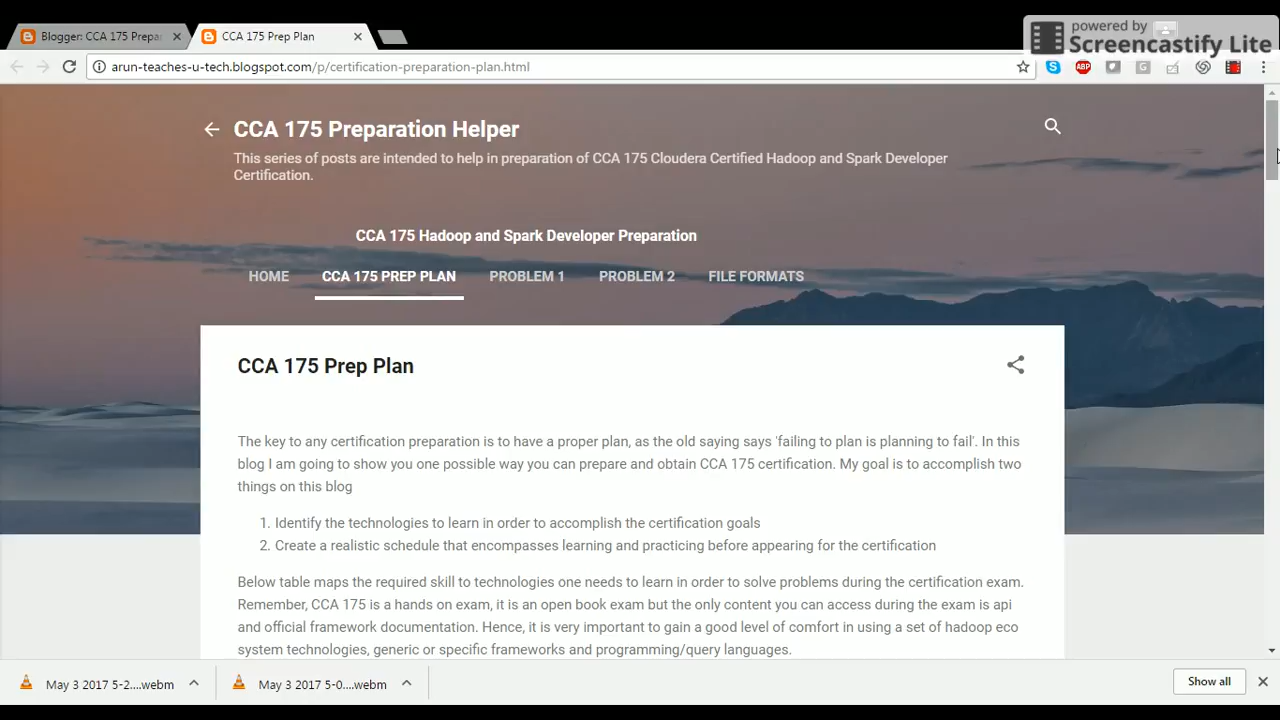 Blogger: CCA 175 Prepar
CCA 175 Prep Plan
powered by
Screencastify Lite
arun-teaches-u-tech.blogspot.com/p/certification-preparation-plan.html
ABP
CCA 175 Preparation Helper
This series of posts are intended to help in preparation of CCA 175 Cloudera Certified Hadoop and Spark Developer
Certification.
CCA 175 Hadoop and Spark Developer Preparation
HOME CCA 175 PREP PLAN PROBLEM 1 PROBLEM 2 FILE FORMATS
CCA 175 Prep Plan
The key to any certification preparation is to have a proper plan, as the old saying says 'failing to plan is planning to fail'. In this
blog I am going to show you one possible way you can prepare and obtain CCA 175 certification. My goal is to accomplish two
things on this blog
1. Identify the technologies to learn in order to accomplish the certification goals
2. Create a realistic schedule that encompasses learning and practicing before appearing for the certification
Below table maps the required skill to technologies one needs to learn in order to solve problems during the certification exam.
Remember, CCA 175 is a hands on exam, it is an open book exam but the only content you can access during the exam is api
and official framework documentation. Hence, it is very important to gain a good level of comfort in using a set of hadoop eco
system technologies, generic or specific frameworks and programming/query languages.
May 3 2017 5-2....webm
May 3 2017 5-0....webm
Show all